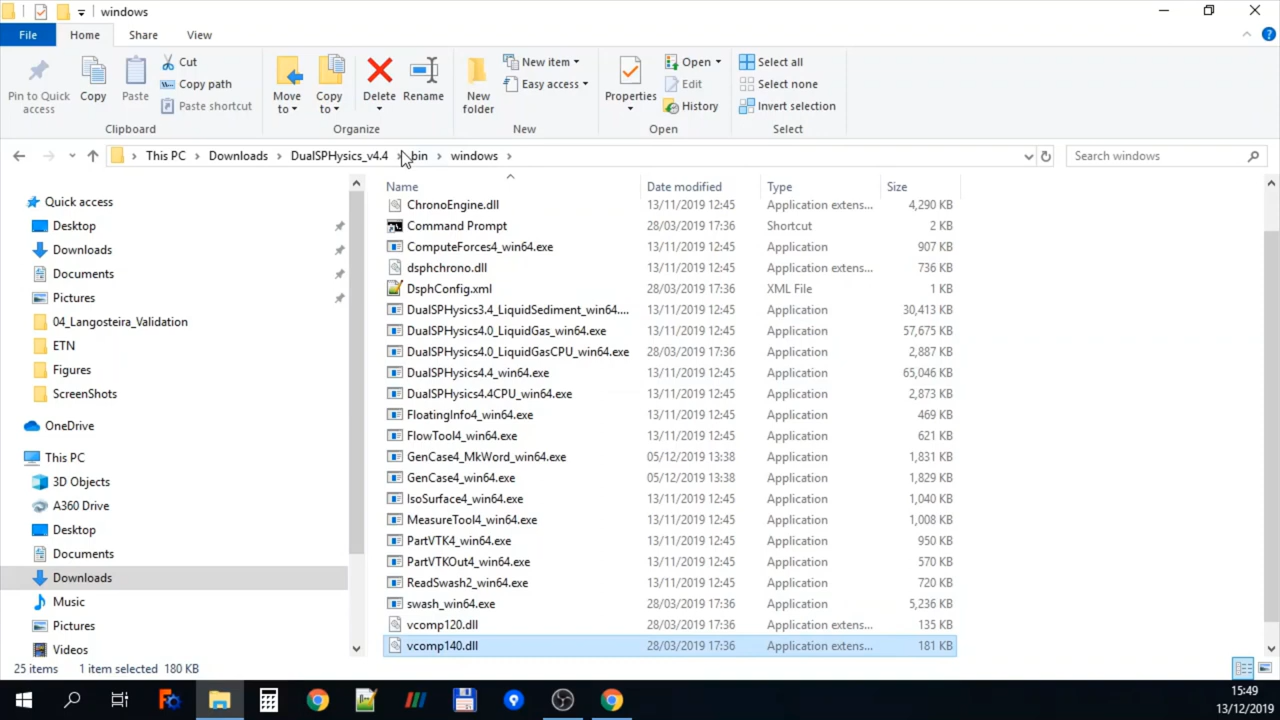 windows
File Home Share View
Pin to Quick access
Copy
Paste
Cut
Copy path
Paste shortcut
Clipboard
Move to
Copy to
Delete
Rename
Organize
New folder
New item
Easy access
New
Properties
Open
Edit
History
Open
Select all
Select none
Invert selection
Select
This PC Downloads DualSPHysics_v4.4 bin windows
Search windows
Quick access
Desktop
Downloads
Documents
Pictures
04_Langosteira_Validation
ETN
Figures
ScreenShots
OneDrive
This PC
3D Objects
A360 Drive
Desktop
Documents
Downloads
Music
Pictures
Videos
Name Date modified Type Size
ChronoEngine.dll 13/11/2019 12:45 Application extens... 4,290 KB
Command Prompt 28/03/2019 17:36 Shortcut 2 KB
ComputeForces4_win64.exe 13/11/2019 12:45 Application 907 KB
dsphchrono.dll 13/11/2019 12:45 Application extens... 736 KB
DsphConfig.xml 28/03/2019 17:36 XML File 1 KB
DualSPHysics3.4_LiquidSediment_win64.... 13/11/2019 12:45 Application 30,413 KB
DualSPHysics4.0_LiquidGas_win64.exe 13/11/2019 12:45 Application 57,675 KB
DualSPHysics4.0_LiquidGasCPU_win64.exe 28/03/2019 17:36 Application 2,887 KB
DualSPHysics4.4_win64.exe 13/11/2019 12:45 Application 65,046 KB
DualSPHysics4.4CPU_win64.exe 13/11/2019 12:45 Application 2,873 KB
FloatingInfo4_win64.exe 13/11/2019 12:45 Application 469 KB
FlowTool4_win64.exe 13/11/2019 12:45 Application 621 KB
GenCase4_MkWord_win64.exe 05/12/2019 13:38 Application 1,831 KB
GenCase4_win64.exe 05/12/2019 13:38 Application 1,829 KB
IsoSurface4_win64.exe 13/11/2019 12:45 Application 1,040 KB
MeasureTool4_win64.exe 13/11/2019 12:45 Application 1,008 KB
PartVTK4_win64.exe 13/11/2019 12:45 Application 950 KB
PartVTKOut4_win64.exe 13/11/2019 12:45 Application 570 KB
ReadSwash2_win64.exe 13/11/2019 12:45 Application 720 KB
swash_win64.exe 28/03/2019 17:36 Application 5,236 KB
vcomp120.dll 28/03/2019 17:36 Application extens... 135 KB
vcomp140.dll 28/03/2019 17:36 Application extens... 181 KB
25 items 1 item selected 180 KB
15:49
13/12/2019